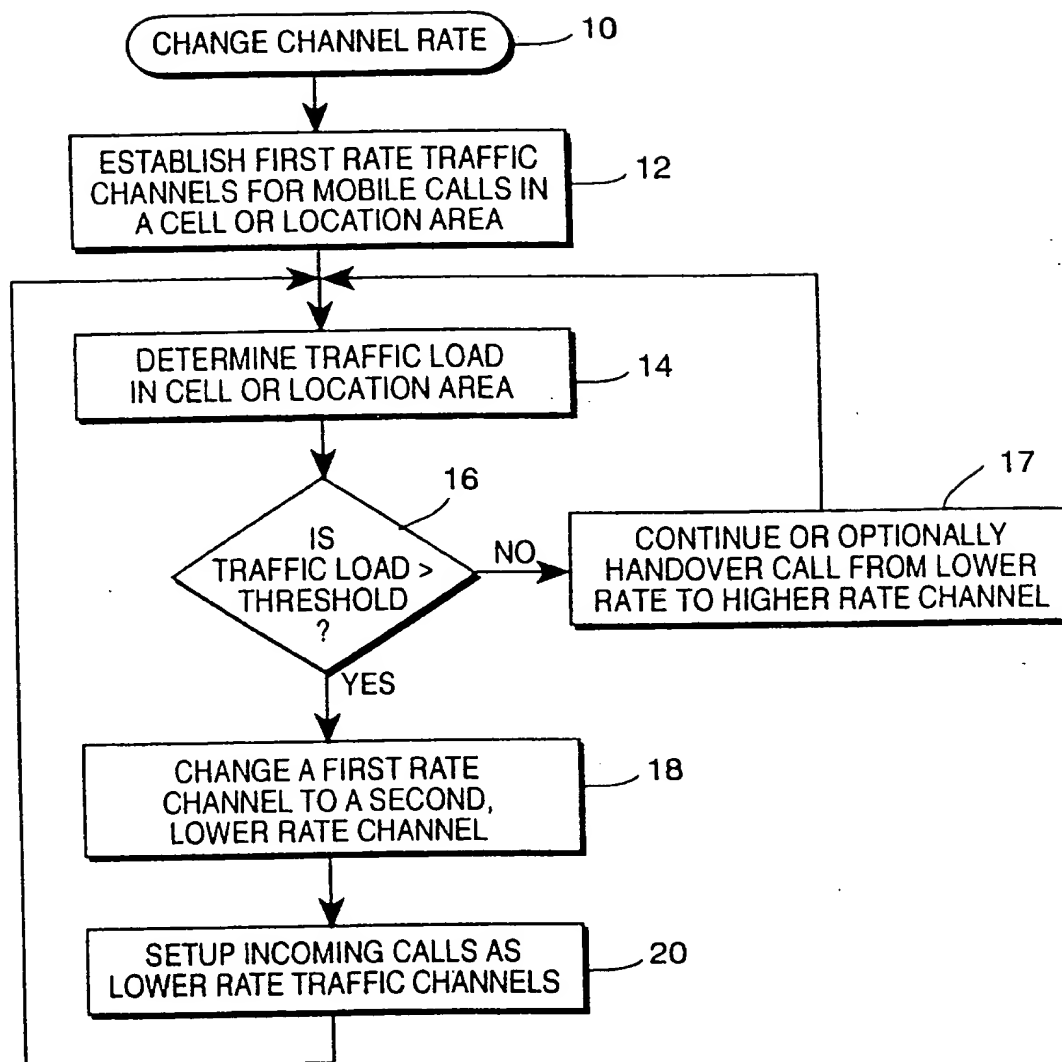 CHANGE CHANNEL RATE
10
ESTABLISH FIRST RATE TRAFFIC
CHANNELS FOR MOBILE CALLS IN
A CELL OR LOCATION AREA
12
DETERMINE TRAFFIC LOAD
IN CELL OR LOCATION AREA
14
16
IS
TRAFFIC LOAD >
THRESHOLD
?
NO
17
CONTINUE OR OPTIONALLY
HANDOVER CALL FROM LOWER
RATE TO HIGHER RATE CHANNEL
YES
CHANGE A FIRST RATE
CHANNEL TO A SECOND,
LOWER RATE CHANNEL
18
SETUP INCOMING CALLS AS
LOWER RATE TRAFFIC CHANNELS
20